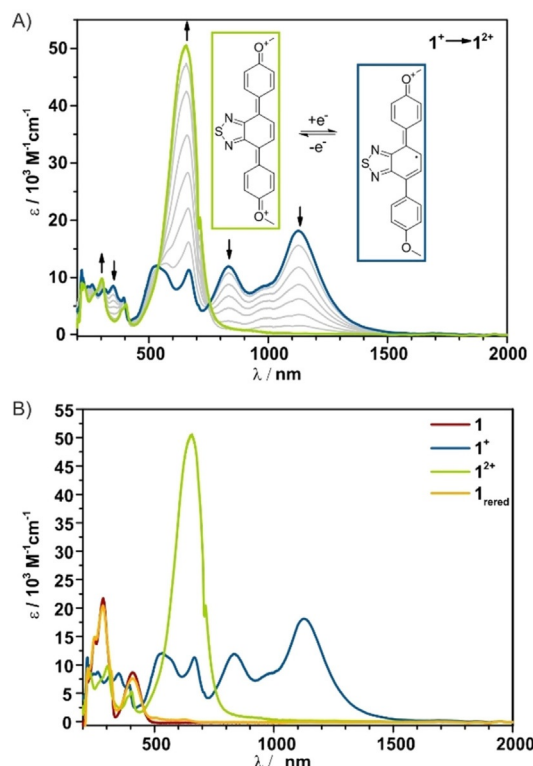 A)
1⁺ → 1²⁺
ε / 10³ M⁻¹cm⁻¹
50
40
30
20
10
0
500
1000
1500
2000
λ / nm
O⁺
N
S
N
O⁺
+e⁻
-e⁻
O⁺
N
S
N
O
B)
1
1⁺
1²⁺
1rered
ε / 10³ M⁻¹cm⁻¹
55
50
45
40
35
30
25
20
15
10
5
0
500
1000
1500
2000
λ / nm